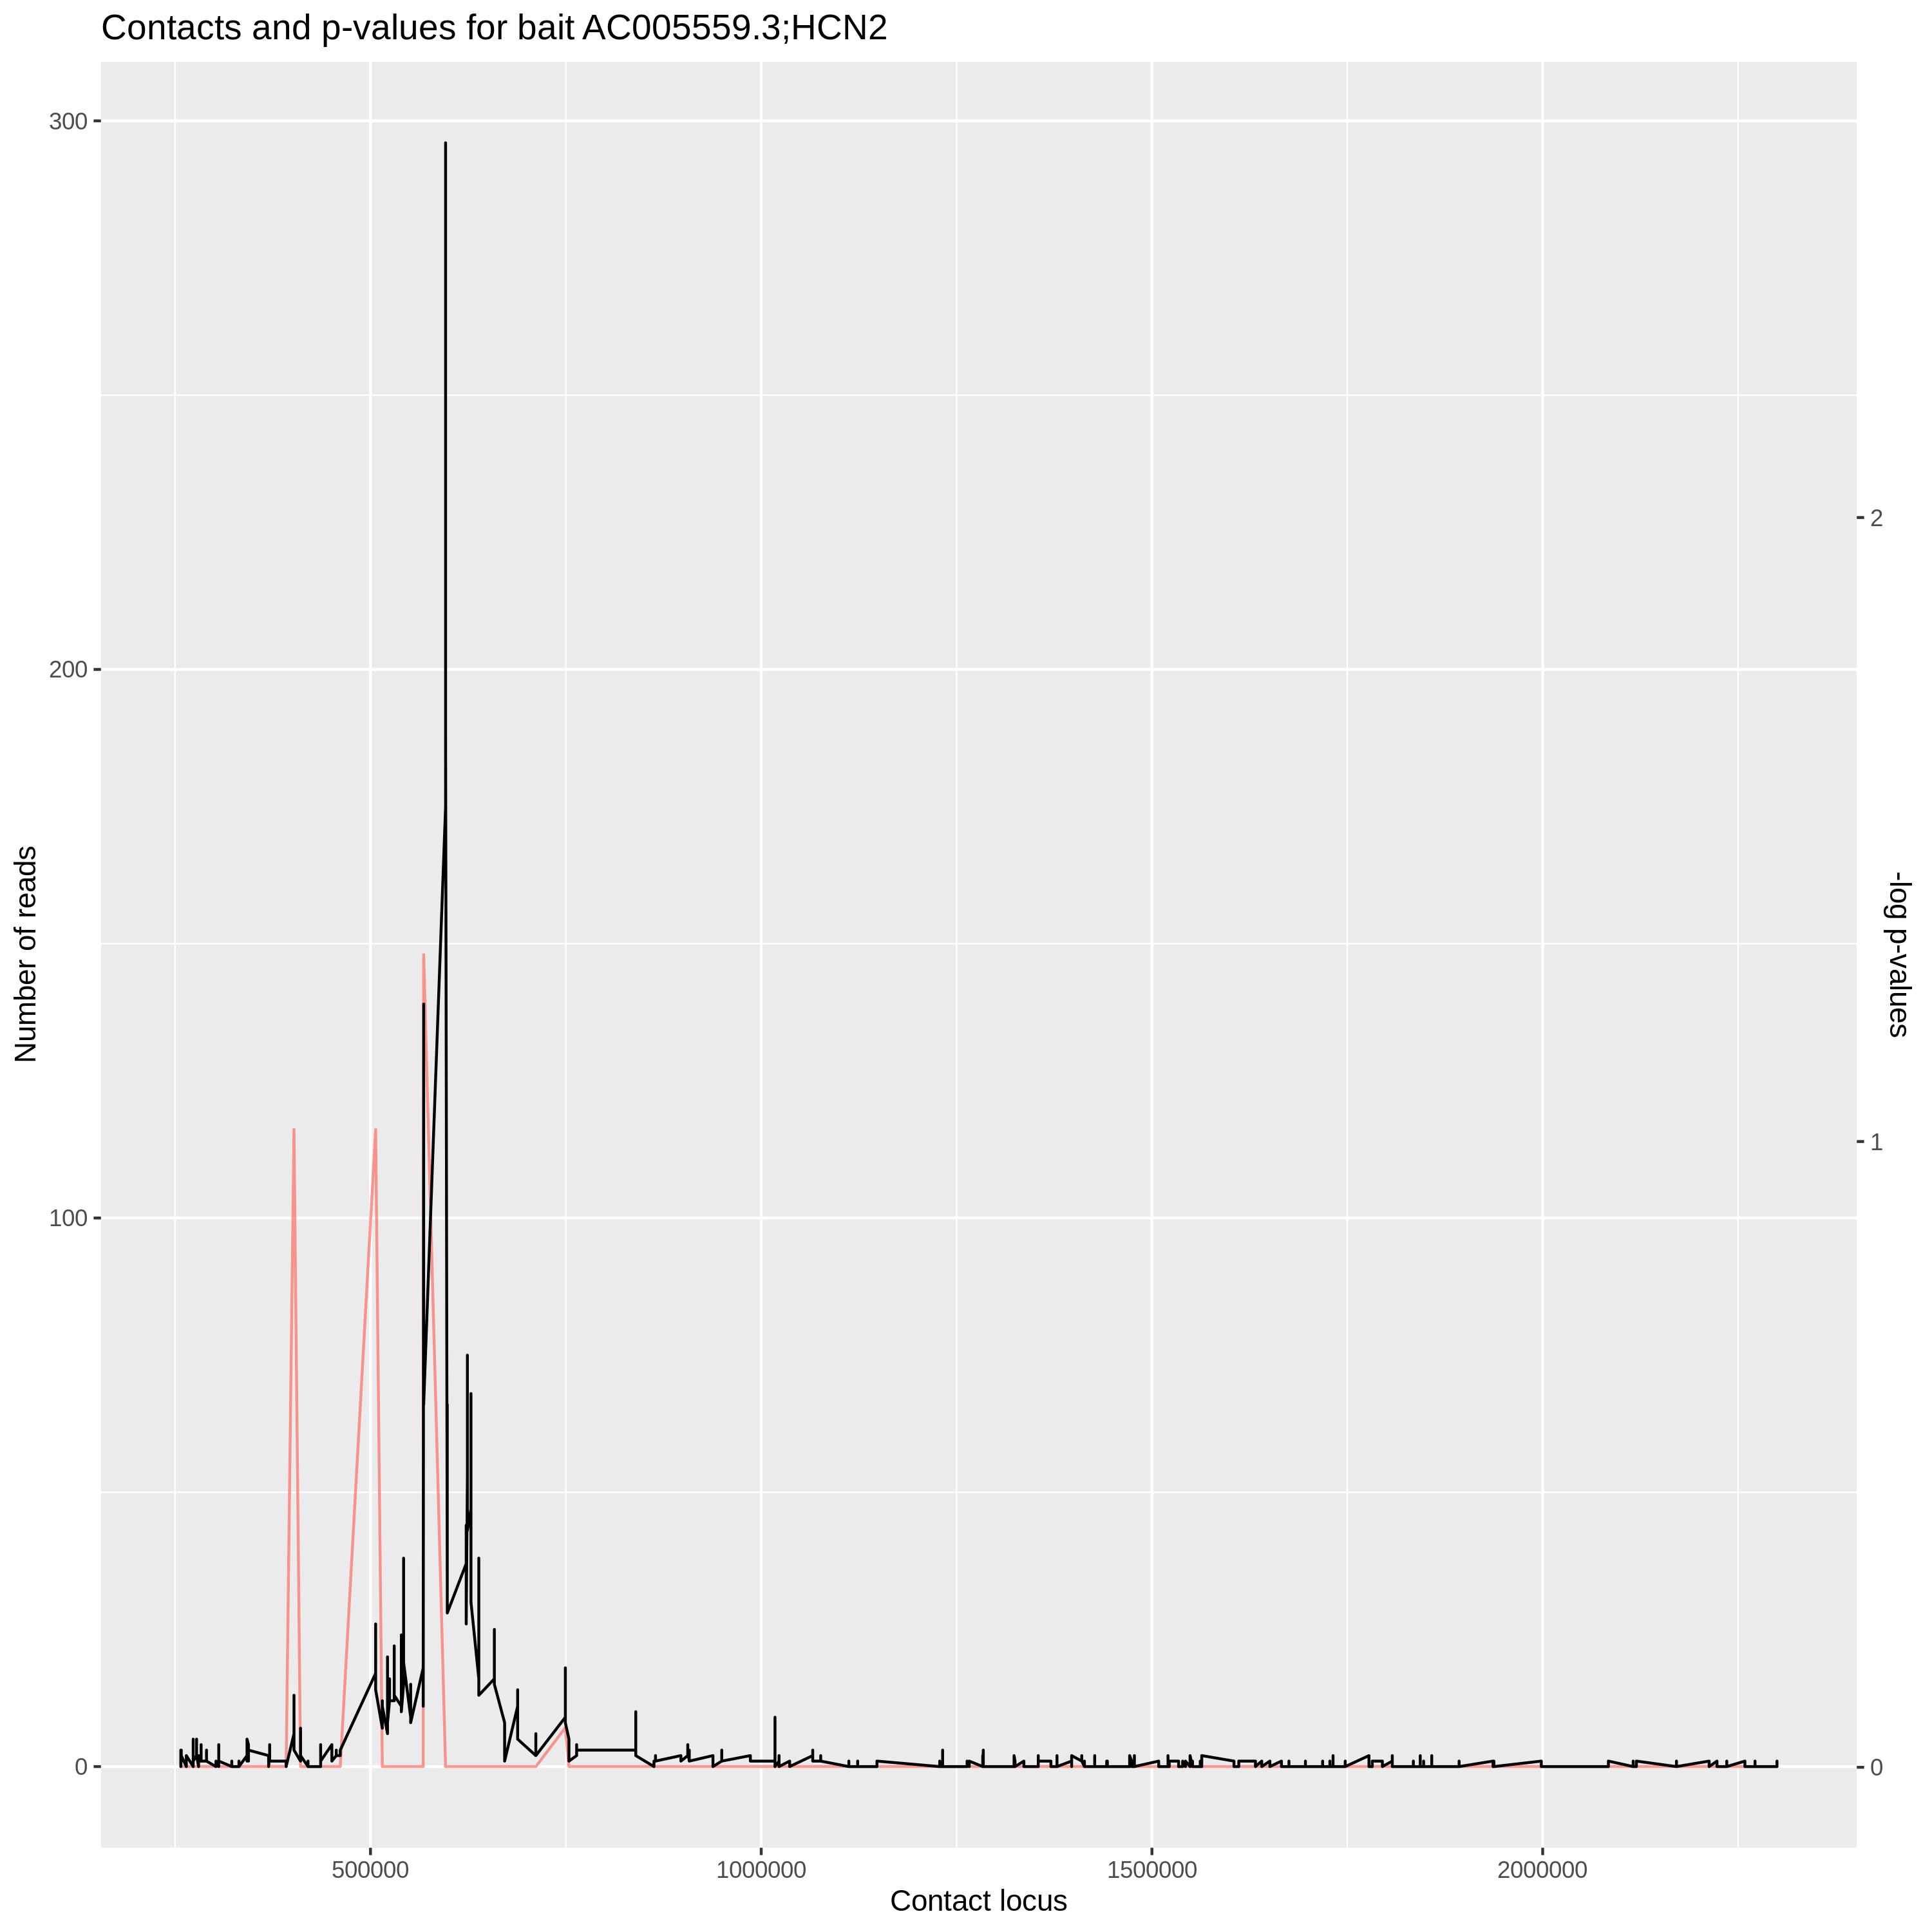 Contacts and p-values for bait AC005559.3;HCN2
300
200
100
0
Number of reads
2
1
0
-log p-values
500000
1000000
1500000
2000000
Contact locus